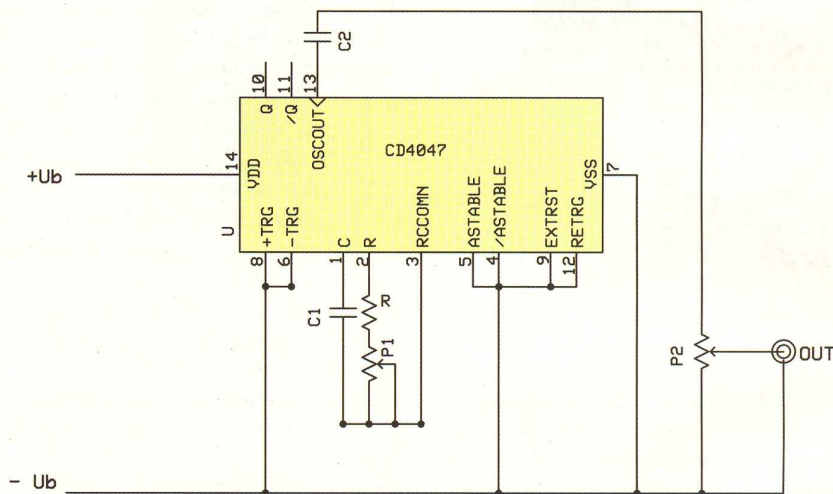 C2
10
11
13
Q
/Q
OSCOUT
CD4047
+Ub
14
VDD
VSS
7
U
+TRG
-TRG
C
R
RCCOMN
ASTABLE
/ASTABLE
EXTRST
RETRG
8
6
1
2
3
5
4
9
12
C1
R
P1
P2
OUT
- Ub